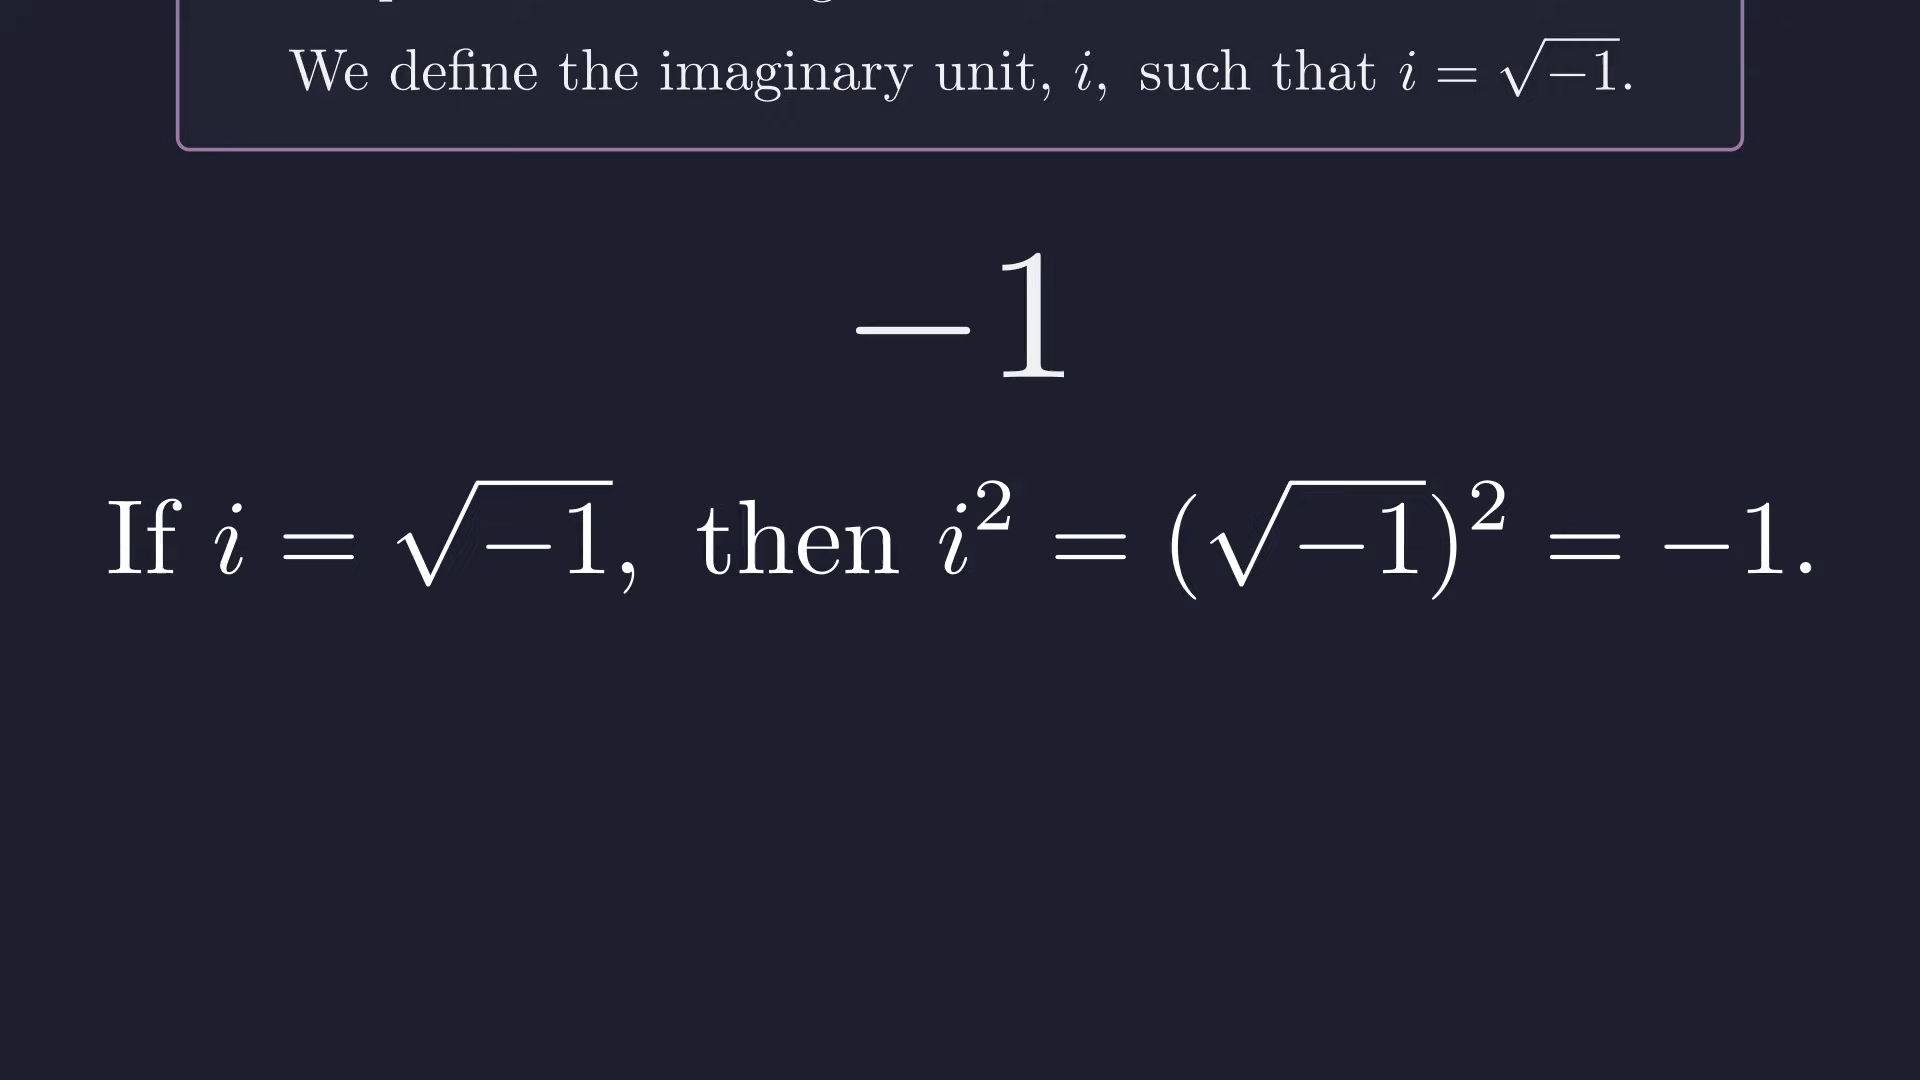 We define the imaginary unit, i, such that i = √−1.
−1
If i = √−1, then i² = (√−1)² = −1.